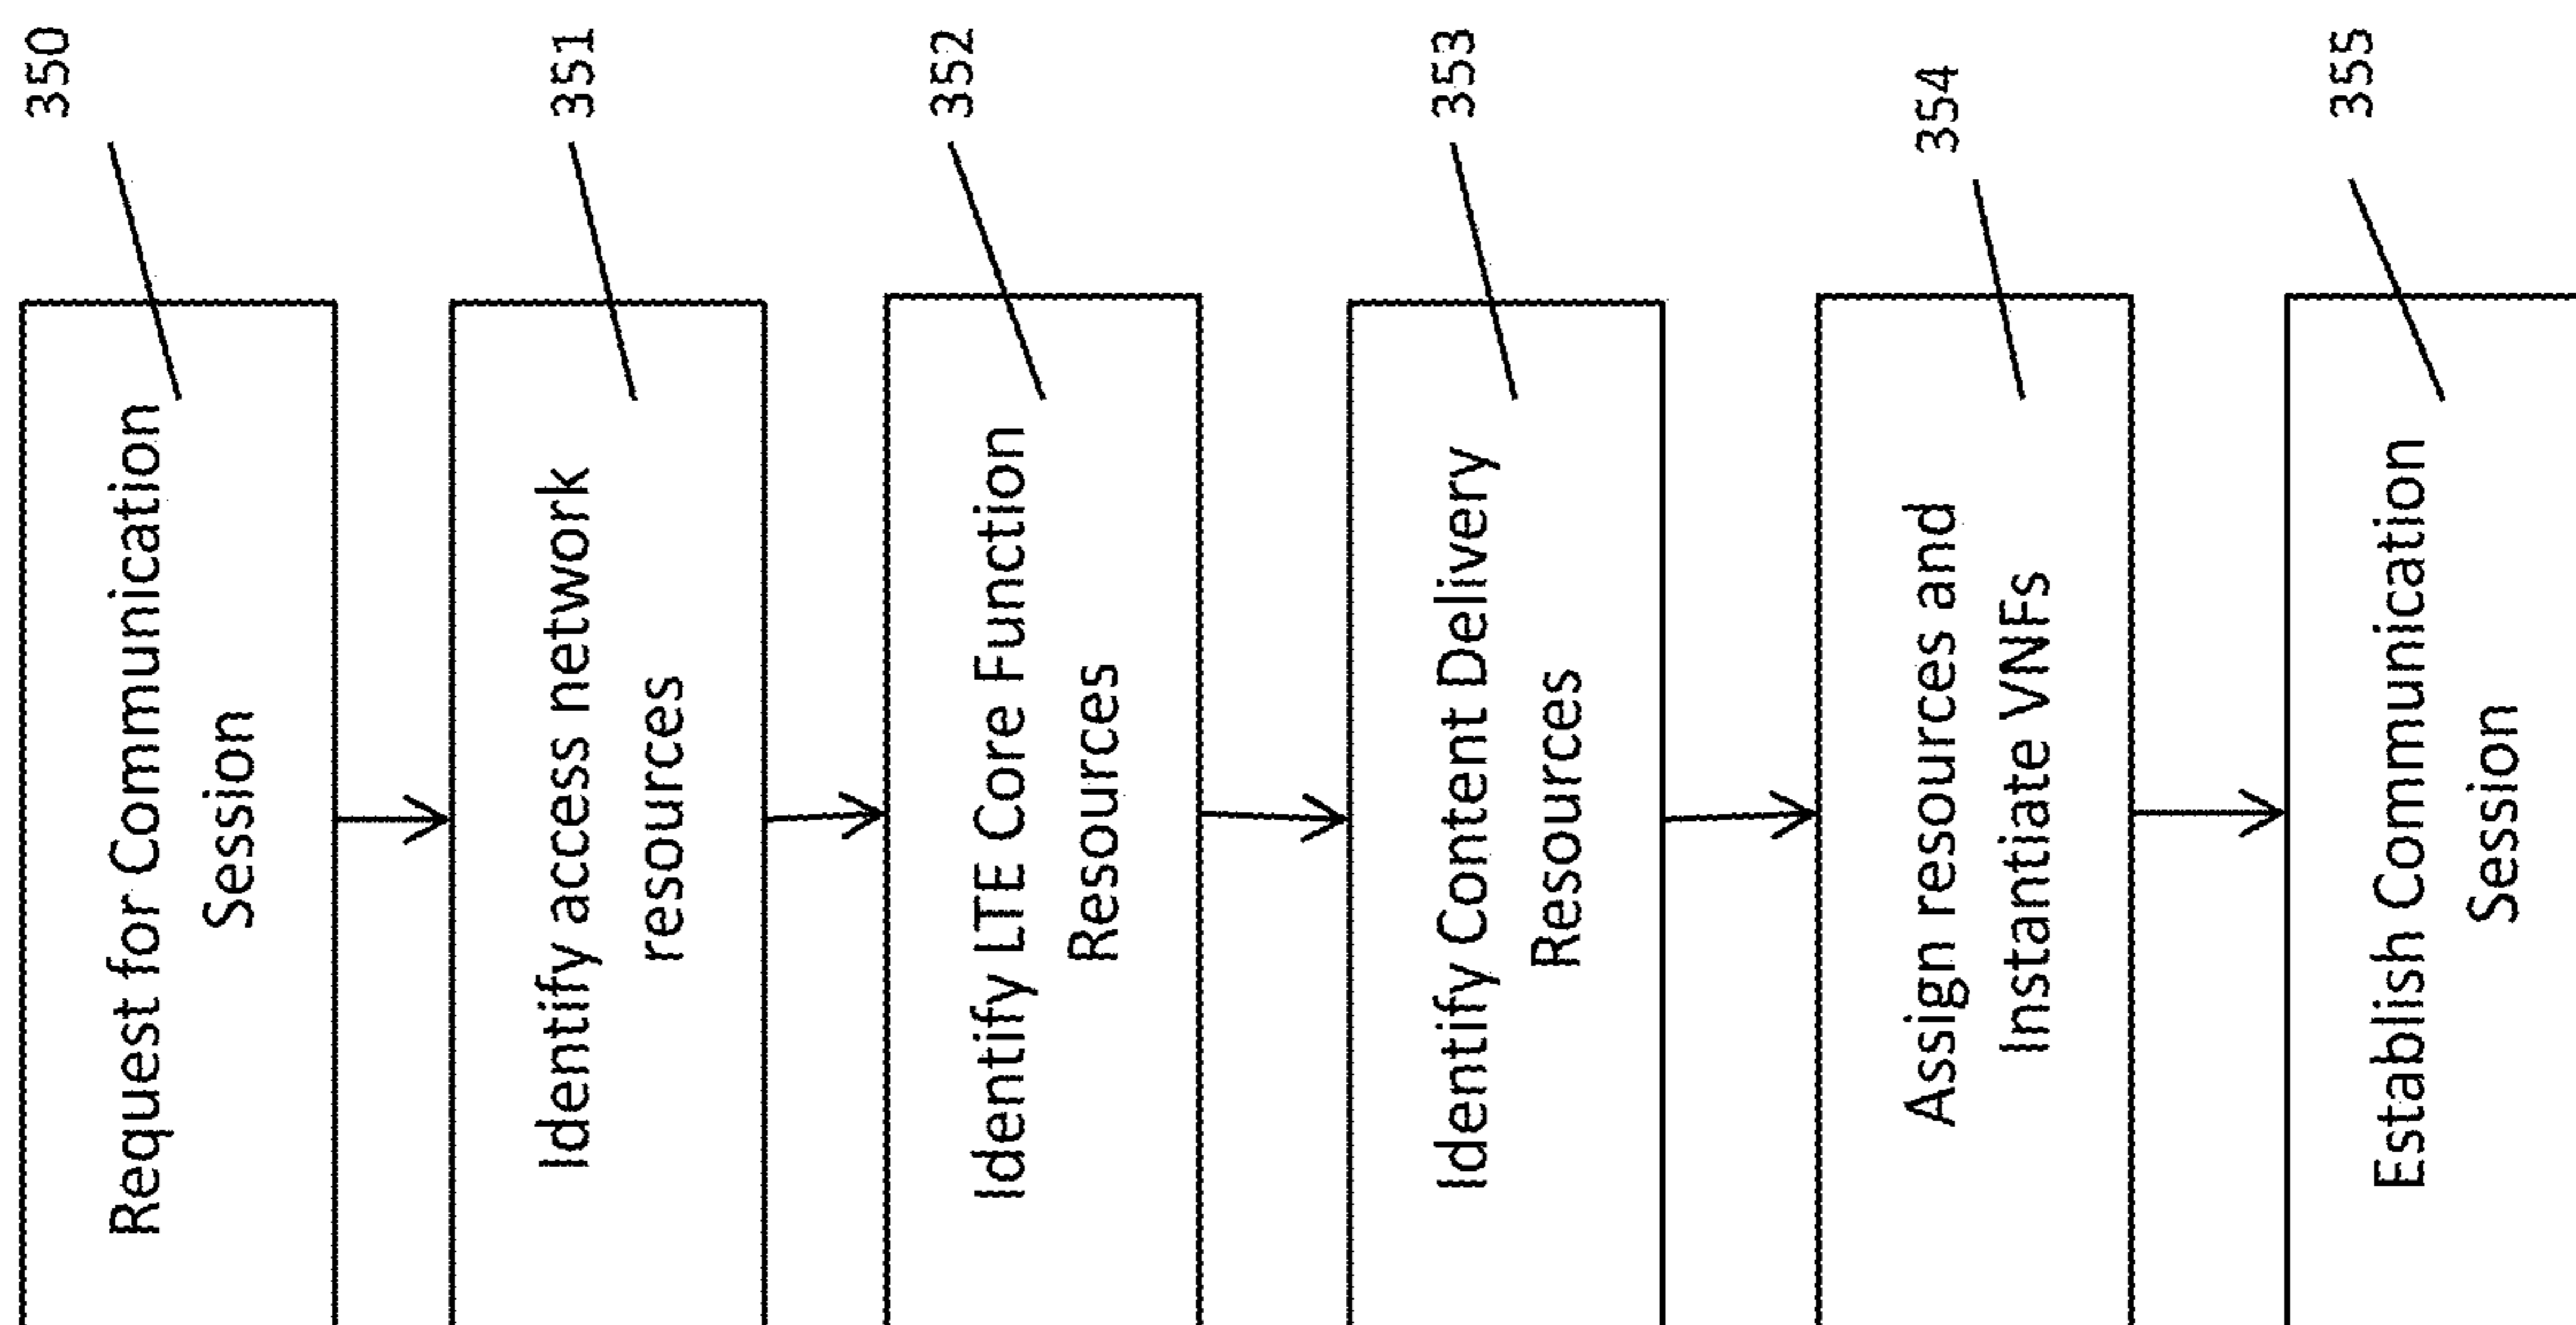 350
Request for Communication
Session
351
Identify access network
resources
352
Identify LTE Core Function
Resources
353
Identify Content Delivery
Resources
354
Assign resources and
Instantiate VNFs
355
Establish Communication
Session